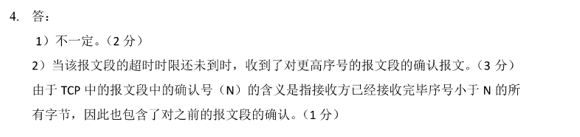 4. 答：
1）不一定。（2 分）
2）当该报文段的超时时限还未到时，收到了对更高序号的报文段的确认报文。（3 分）
由于 TCP 中的报文段中的确认号（N）的含义是指接收方已经接收完毕序号小于 N 的所
有字节，因此也包含了对之前的报文段的确认。（1 分）